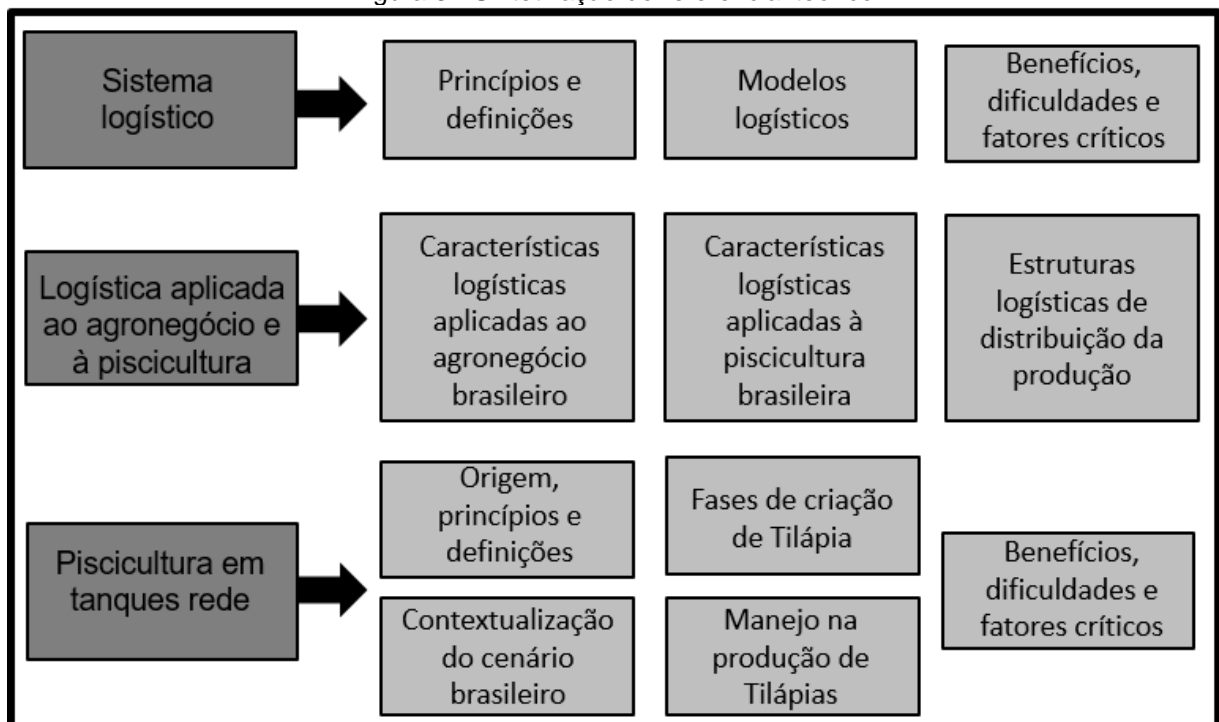 Sistema
logístico
Princípios e
definições
Modelos
logísticos
Benefícios,
dificuldades e
fatores críticos
Logística aplicada
ao agronegócio e
à piscicultura
Características
logísticas
aplicadas ao
agronegócio
brasileiro
Características
logísticas
aplicadas à
piscicultura
brasileira
Estruturas
logísticas de
distribuição da
produção
Piscicultura em
tanques rede
Origem,
princípios e
definições
Fases de criação
de Tilápia
Benefícios,
dificuldades e
fatores críticos
Contextualização
do cenário
brasileiro
Manejo na
produção de
Tilápias